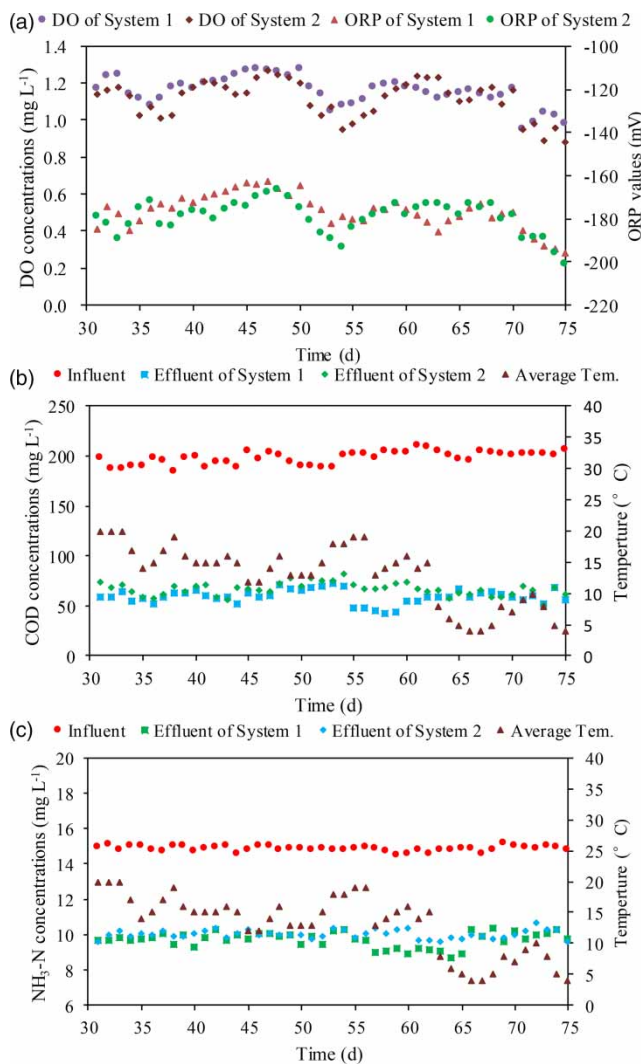 (a)
DO of System 1 DO of System 2 ORP of System 1 ORP of System 2
DO concentrations (mg L-1)
1.4
1.2
1.0
0.8
0.6
0.4
0.2
0.0
-100
-120
-140
-160
-180
-200
-220
ORP values (mV)
30 35 40 45 50 55 60 65 70 75
Time (d)
(b)
Influent Effluent of System 1 Effluent of System 2 Average Tem.
COD concentrations (mg L-1)
250
200
150
100
50
0
40
35
30
25
20
15
10
5
0
Temperture (° C)
30 35 40 45 50 55 60 65 70 75
Time (d)
(c)
Influent Effluent of System 1 Effluent of System 2 Average Tem.
NH3-N concentrations (mg L-1)
20
18
16
14
12
10
8
6
40
35
30
25
20
15
10
5
0
Temperture (° C)
30 35 40 45 50 55 60 65 70 75
Time (d)